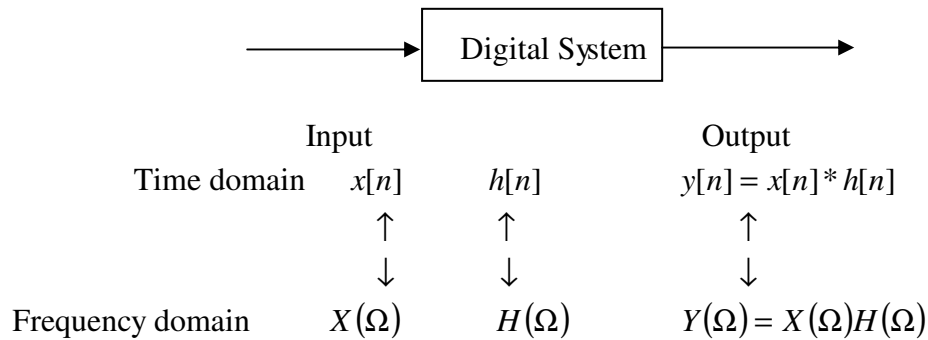 Digital System
Input Output
Time domain x[n] h[n] y[n] = x[n] * h[n]
↑ ↑ ↑
↓ ↓ ↓
Frequency domain X(Ω) H(Ω) Y(Ω) = X(Ω)H(Ω)